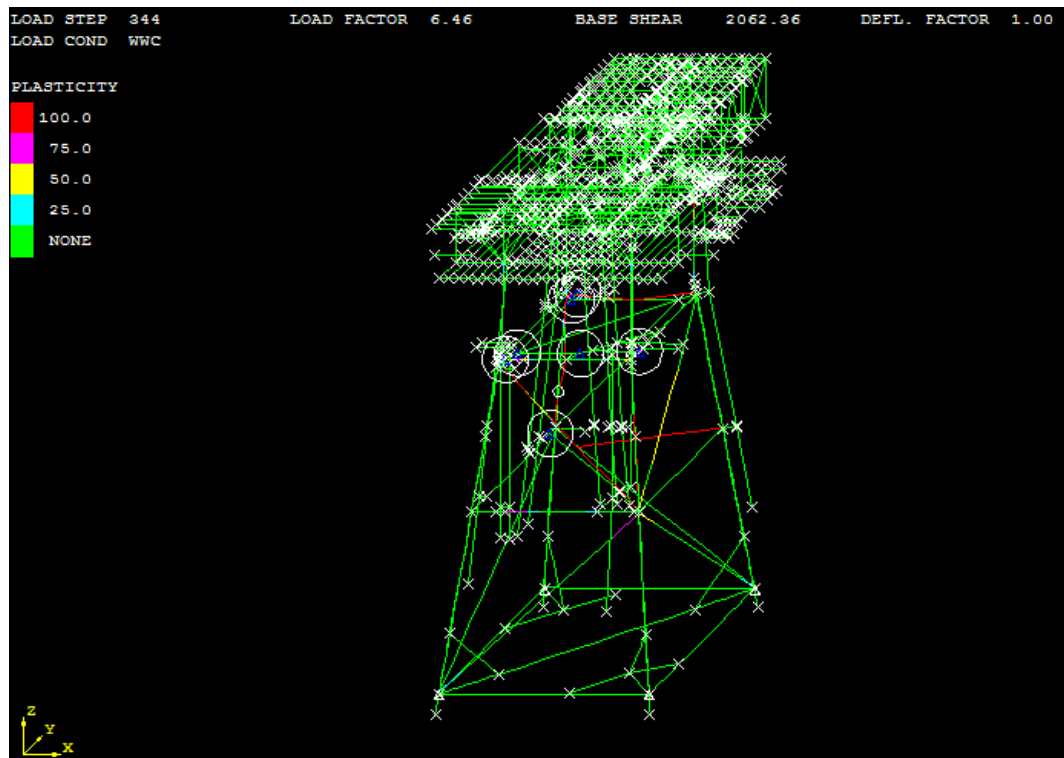 LOAD STEP 344 LOAD FACTOR 6.46 BASE SHEAR 2062.36 DEFL. FACTOR 1.00
LOAD COND WWC
PLASTICITY
100.0
75.0
50.0
25.0
NONE
Z
Y
X